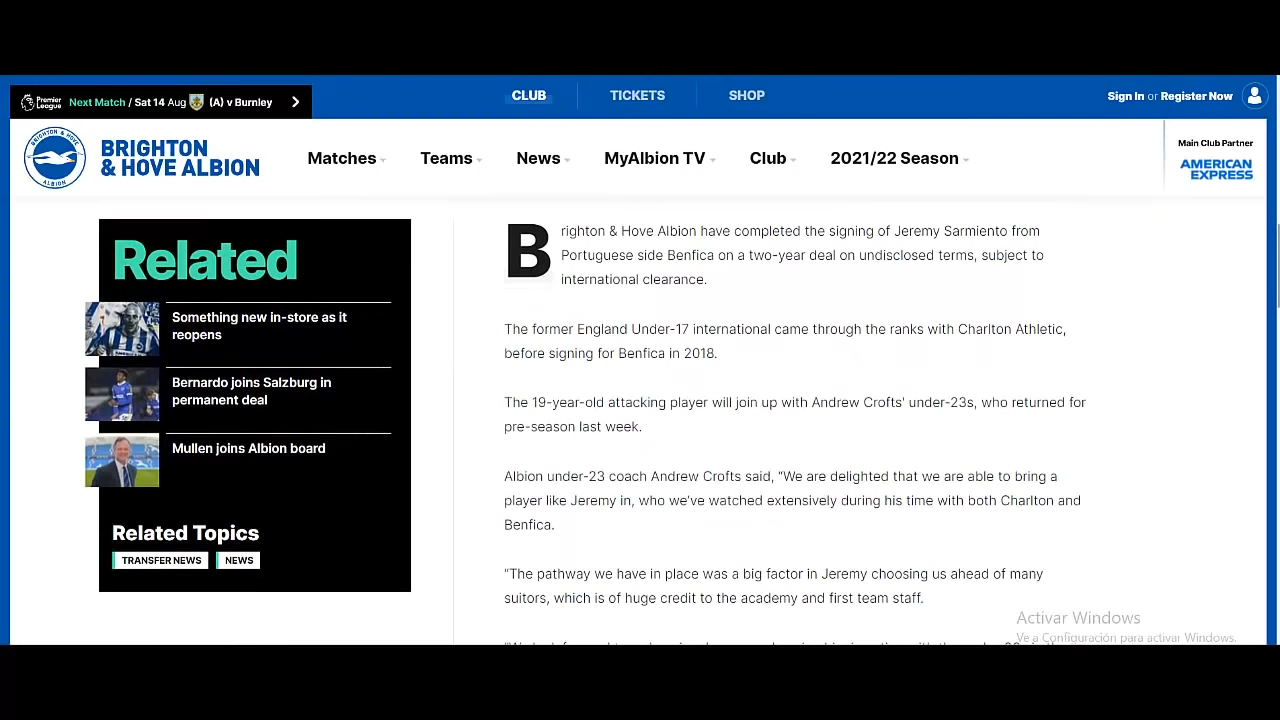 Premier League Next Match / Sat 14 Aug (A) v Burnley
CLUB
TICKETS
SHOP
Sign In or Register Now
BRIGHTON & HOVE ALBION
BRIGHTON
& HOVE ALBION
Matches
Teams
News
MyAlbion TV
Club
2021/22 Season
Main Club Partner
AMERICAN
EXPRESS
Related
Something new in-store as it
reopens
Bernardo joins Salzburg in
permanent deal
Mullen joins Albion board
Related Topics
TRANSFER NEWS
NEWS
Brighton & Hove Albion have completed the signing of Jeremy Sarmiento from
Portuguese side Benfica on a two-year deal on undisclosed terms, subject to
international clearance.
The former England Under-17 international came through the ranks with Charlton Athletic,
before signing for Benfica in 2018.
The 19-year-old attacking player will join up with Andrew Crofts' under-23s, who returned for
pre-season last week.
Albion under-23 coach Andrew Crofts said, “We are delighted that we are able to bring a
player like Jeremy in, who we've watched extensively during his time with both Charlton and
Benfica.
“The pathway we have in place was a big factor in Jeremy choosing us ahead of many
suitors, which is of huge credit to the academy and first team staff.
Activar Windows
Ve a Configuración para activar Windows.